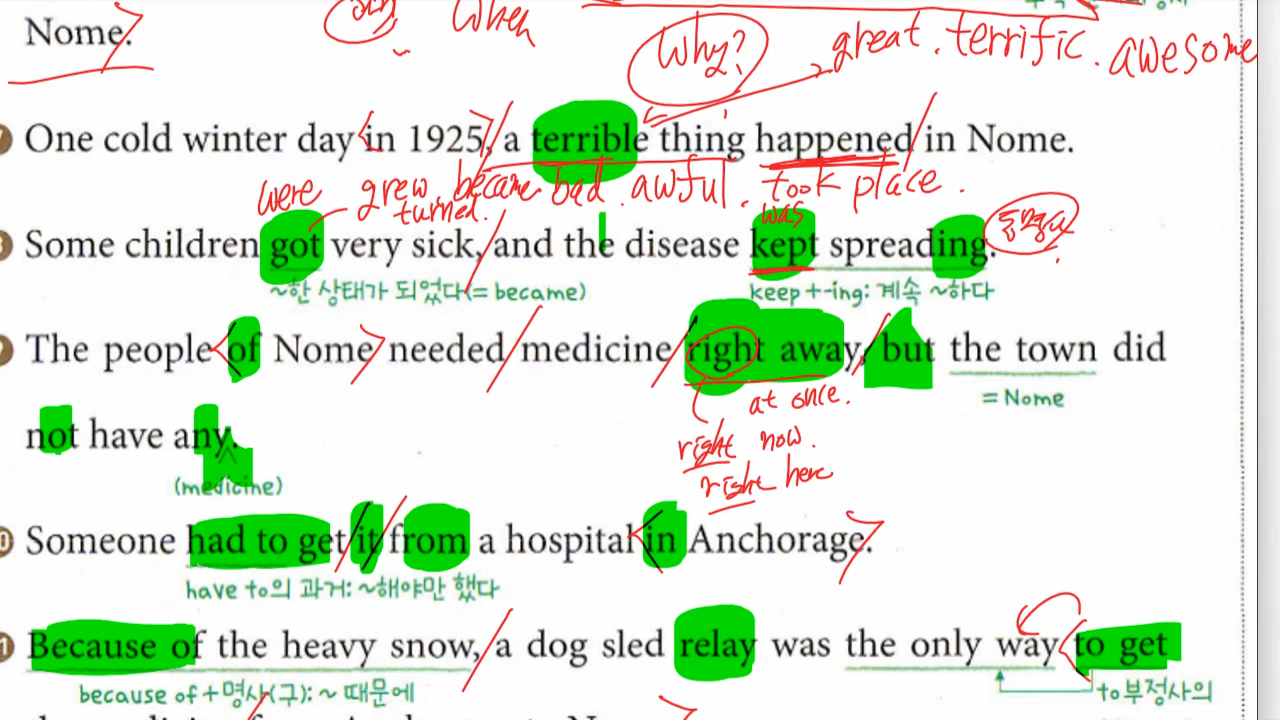 when
Nome.
Why?
great. terrific. awesome
One cold winter day in 1925, a terrible thing happened in Nome.
were grew. became bad. awful. took place.
turned. was
Some children got very sick, and the disease kept spreading.
동명사
~한 상태가 되었다(= became) keep + -ing: 계속 ~하다
The people of Nome needed medicine right away, but the town did
at once. = Nome
not have any.
right now.
(medicine)
right here
Someone had to get it from a hospital in Anchorage.
have to의 과거: ~해야만 했다
Because of the heavy snow, a dog sled relay was the only way to get
because of + 명사(구): ~ 때문에 to부정사의